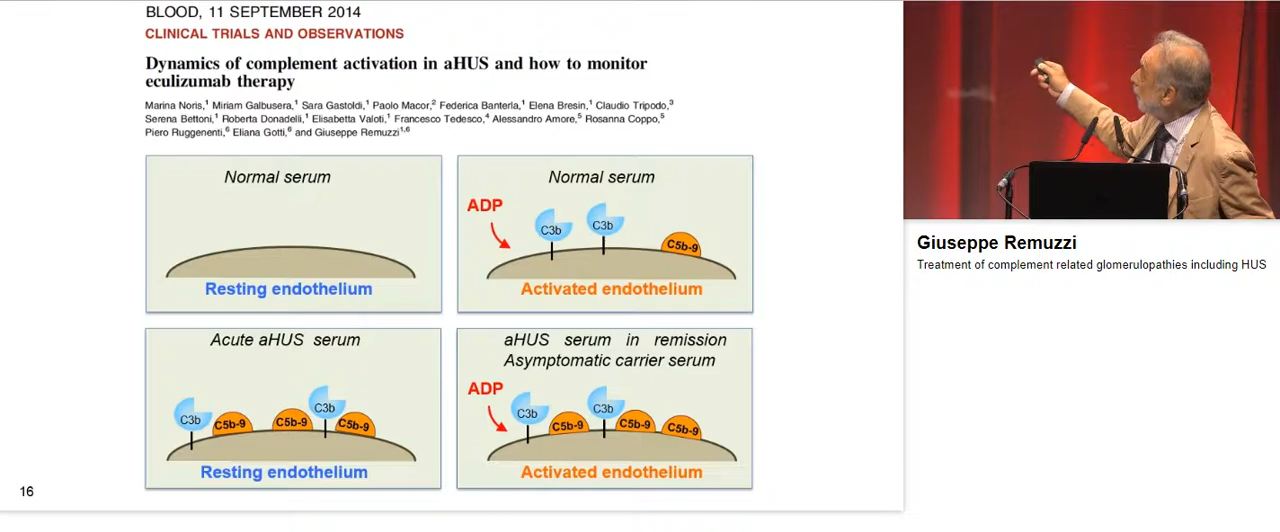 BLOOD, 11 SEPTEMBER 2014
CLINICAL TRIALS AND OBSERVATIONS
Dynamics of complement activation in aHUS and how to monitor
eculizumab therapy
Marina Noris,1 Miriam Galbusera,1 Sara Gastoldi,1 Paolo Macor,2 Federica Banterla,1 Elena Bresin,1 Claudio Tripodo,3
Serena Bettoni,1 Roberta Donadelli,1 Elisabetta Valoti,1 Francesco Tedesco,4 Alessandro Amore,5 Rosanna Coppo,5
Piero Ruggenenti,6 Eliana Gotti,6 and Giuseppe Remuzzi1,6
Normal serum
Resting endothelium
Normal serum
ADP
C3b
C3b
C5b-9
Activated endothelium
Acute aHUS serum
C3b
C5b-9
C5b-9
C3b
C5b-9
Resting endothelium
aHUS serum in remission
Asymptomatic carrier serum
ADP
C3b
C5b-9
C3b
C5b-9
C5b-9
Activated endothelium
16
Giuseppe Remuzzi
Treatment of complement related glomerulopathies including HUS